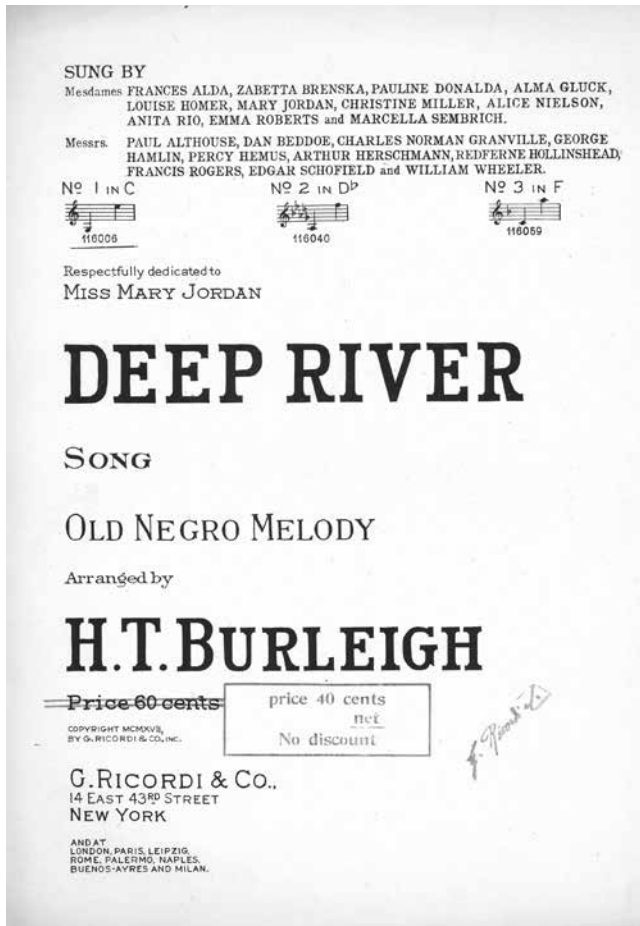 SUNG BY
Mesdames FRANCES ALDA, ZABETTA BRENSKA, PAULINE DONALDA, ALMA GLUCK,
LOUISE HOMER, MARY JORDAN, CHRISTINE MILLER, ALICE NIELSON,
ANITA RIO, EMMA ROBERTS and MARCELLA SEMBRICH.
Messrs. PAUL ALTHOUSE, DAN BEDDOE, CHARLES NORMAN GRANVILLE, GEORGE
HAMLIN, PERCY HEMUS, ARTHUR HERSCHMANN, REDFERNE HOLLINSHEAD,
FRANCIS ROGERS, EDGAR SCHOFIELD and WILLIAM WHEELER.
Nº 1 IN C Nº 2 IN D♭ Nº 3 IN F
116006 116040 116059
Respectfully dedicated to
MISS MARY JORDAN
DEEP RIVER
SONG
OLD NEGRO MELODY
Arranged by
H.T. BURLEIGH
Price 60 cents
price 40 cents
net
No discount
COPYRIGHT MCMXVII,
BY G. RICORDI & CO., INC.
G. RICORDI & CO.,
14 EAST 43RD STREET
NEW YORK
AND AT
LONDON, PARIS, LEIPZIG,
ROME, PALERMO, NAPLES,
BUENOS-AYRES AND MILAN.